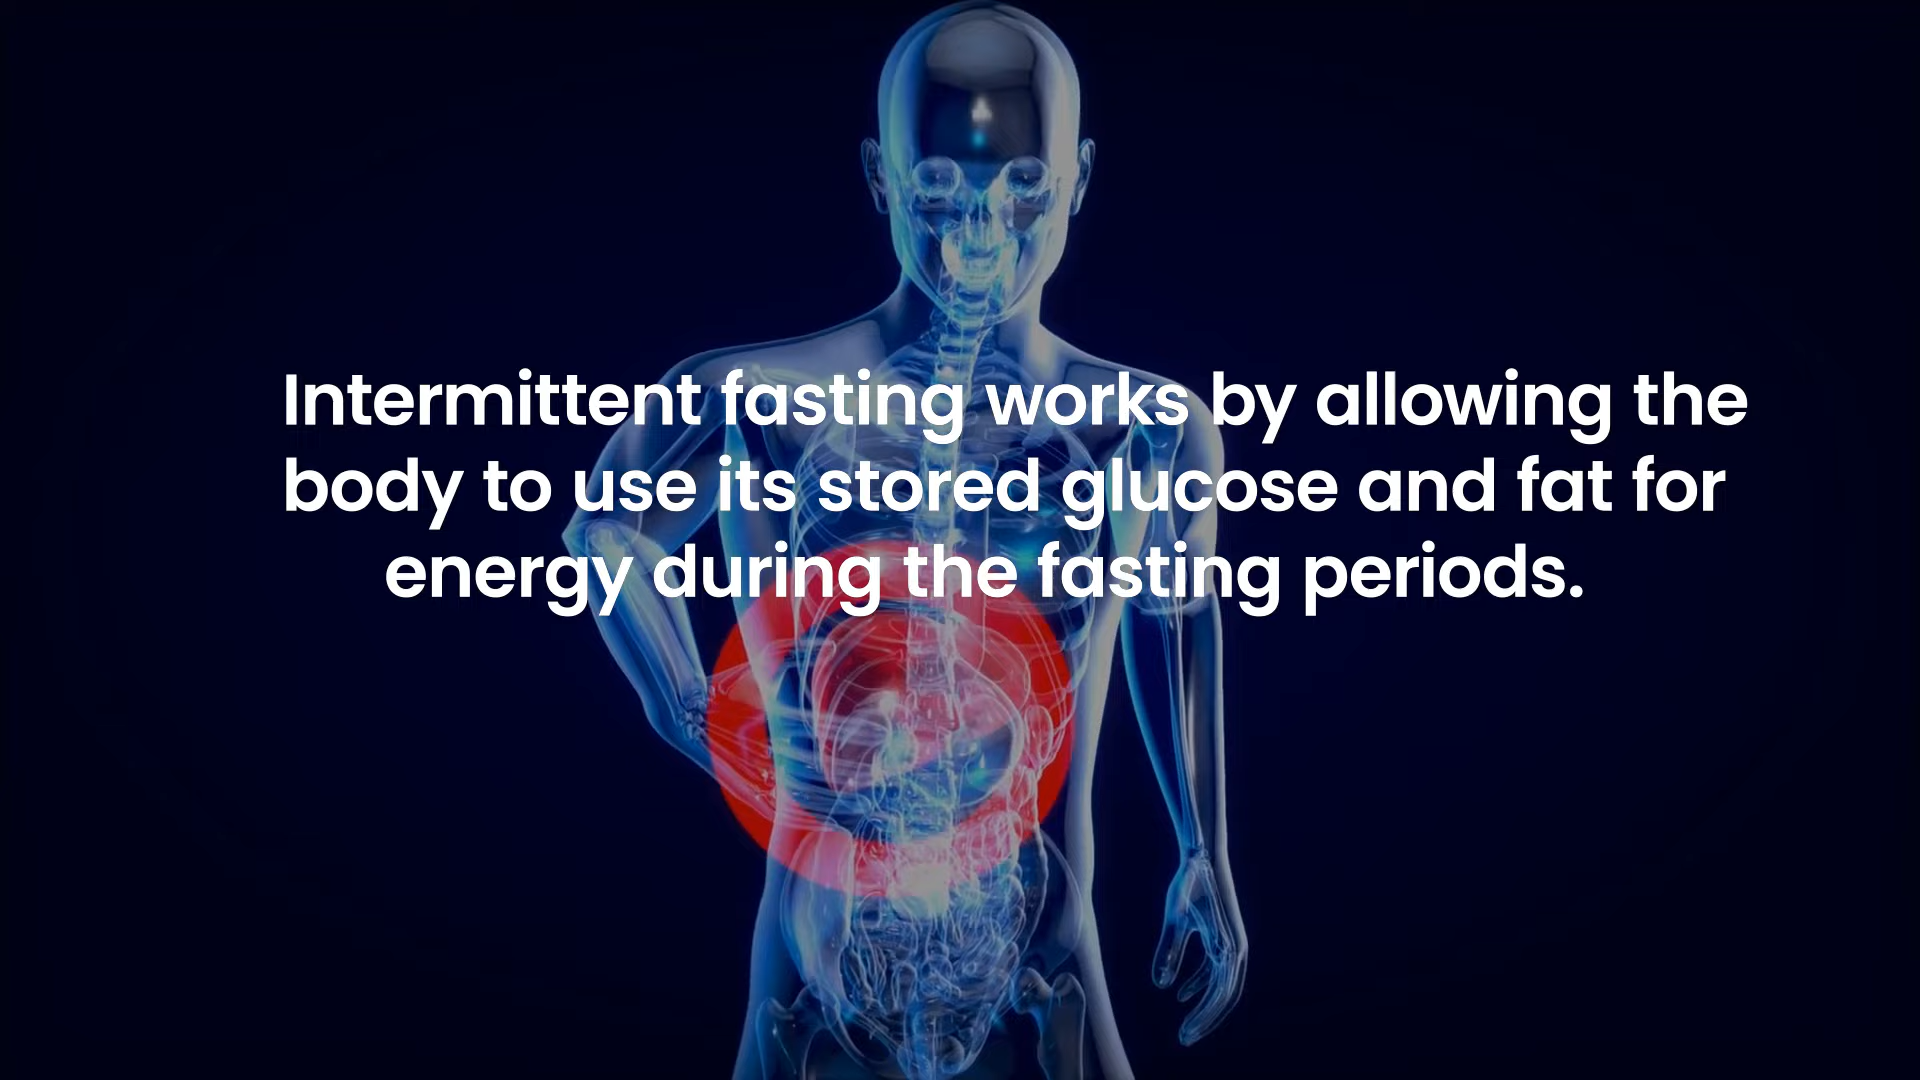 Intermittent fasting works by allowing the
body to use its stored glucose and fat for
energy during the fasting periods.